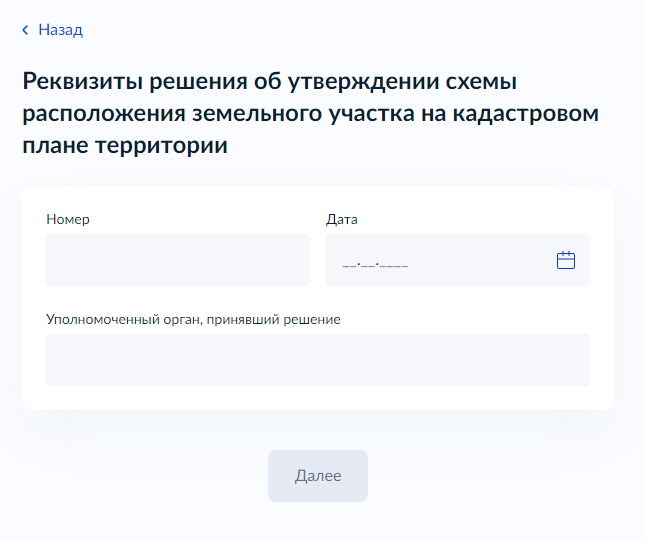 Назад
Реквизиты решения об утверждении схемы
расположения земельного участка на кадастровом
плане территории
Номер
Дата
__.__.____
Уполномоченный орган, принявший решение
Далее